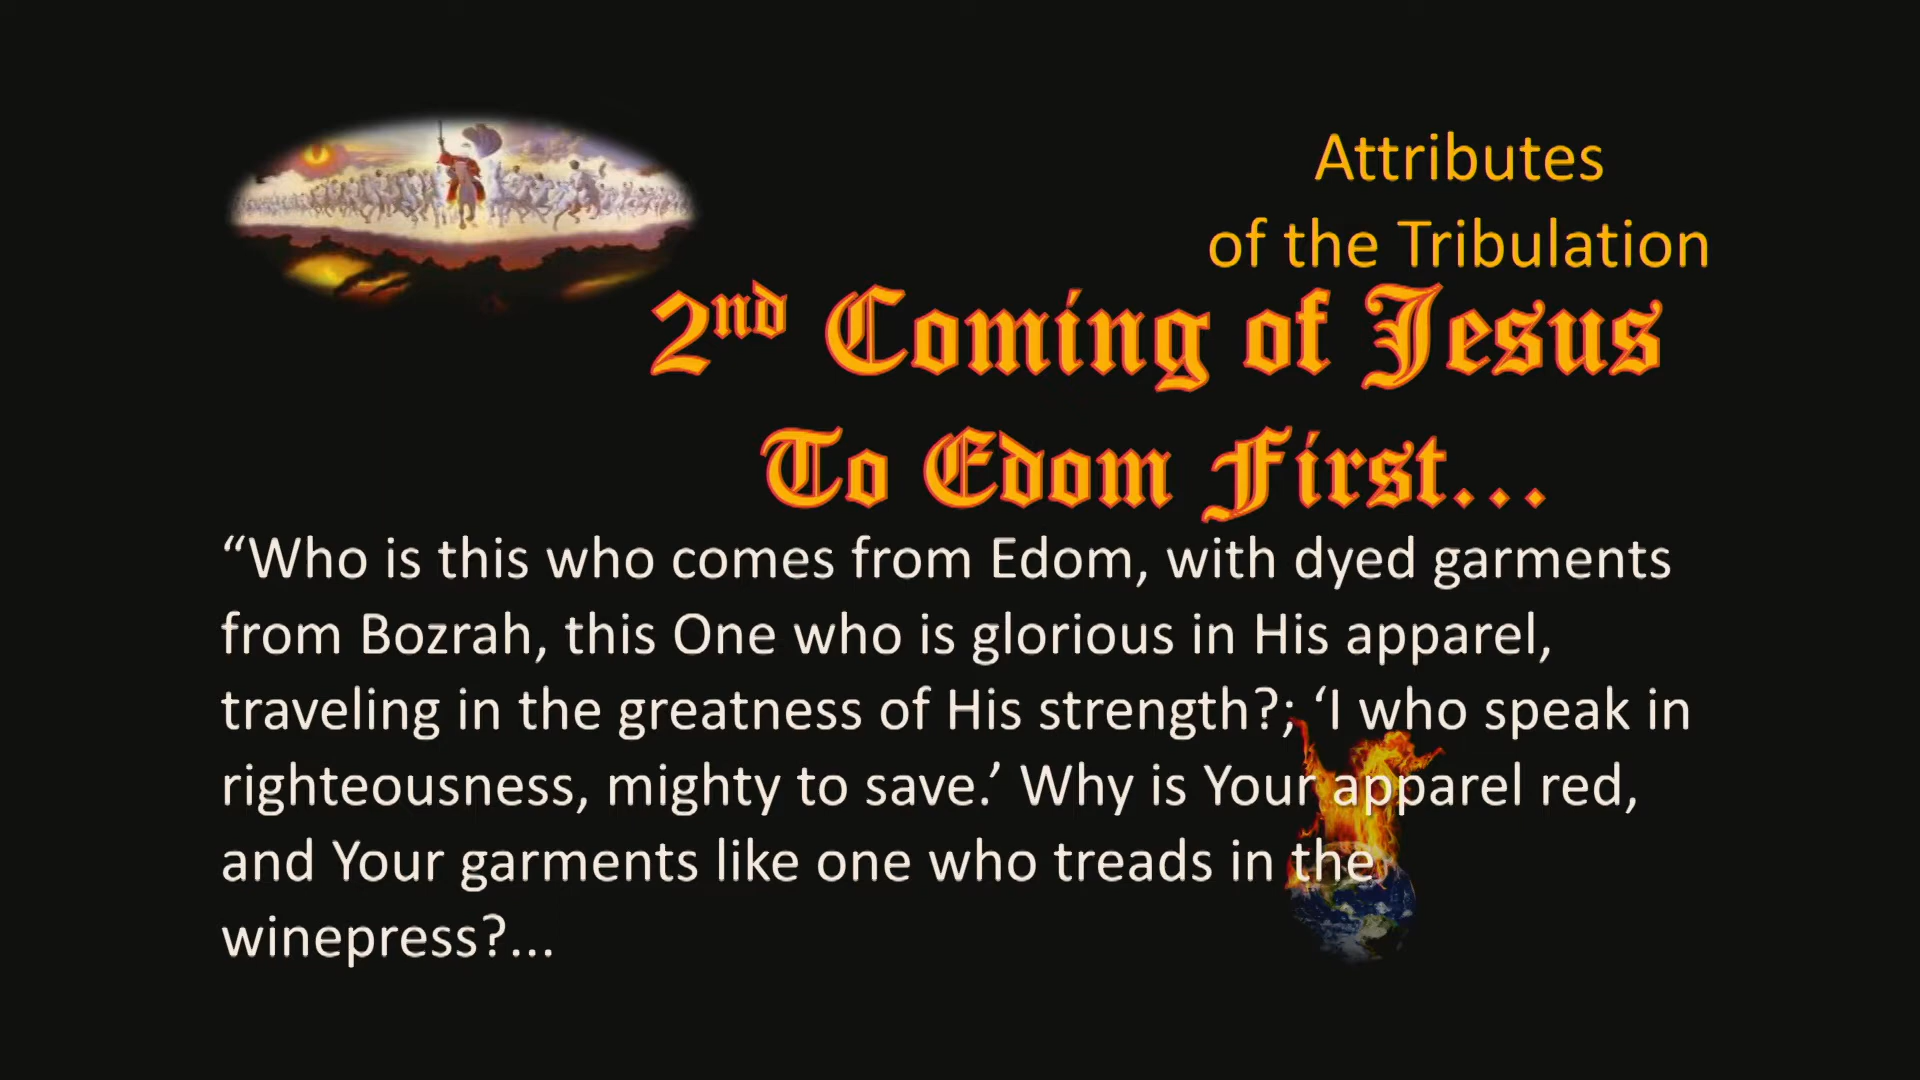 Attributes
of the Tribulation
2nd Coming of Jesus
To Edom First...
“Who is this who comes from Edom, with dyed garments
from Bozrah, this One who is glorious in His apparel,
traveling in the greatness of His strength?; ‘I who speak in
righteousness, mighty to save.’ Why is Your apparel red,
and Your garments like one who treads in the
winepress?...